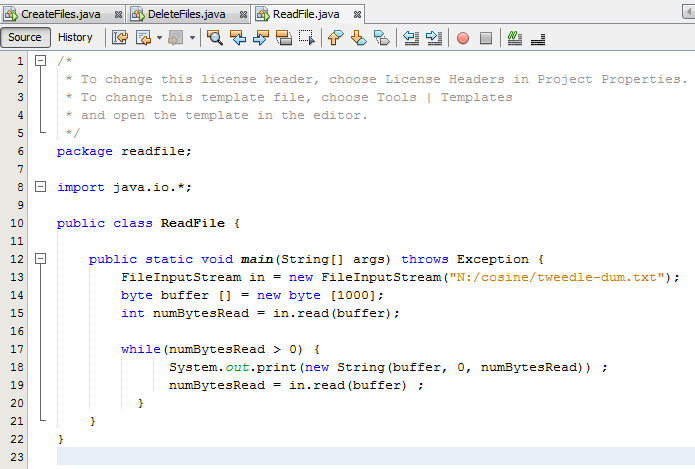 CreateFiles.java DeleteFiles.java ReadFile.java
Source History
1 /*
2 * To change this license header, choose License Headers in Project Properties.
3 * To change this template file, choose Tools | Templates
4 * and open the template in the editor.
5 */
6 package readfile;
7
8 import java.io.*;
9
10 public class ReadFile {
11
12 public static void main(String[] args) throws Exception {
13 FileInputStream in = new FileInputStream("N:/cosine/tweedle-dum.txt");
14 byte buffer [] = new byte [1000];
15 int numBytesRead = in.read(buffer);
16
17 while(numBytesRead > 0) {
18 System.out.print(new String(buffer, 0, numBytesRead)) ;
19 numBytesRead = in.read(buffer) ;
20 }
21 }
22 }
23